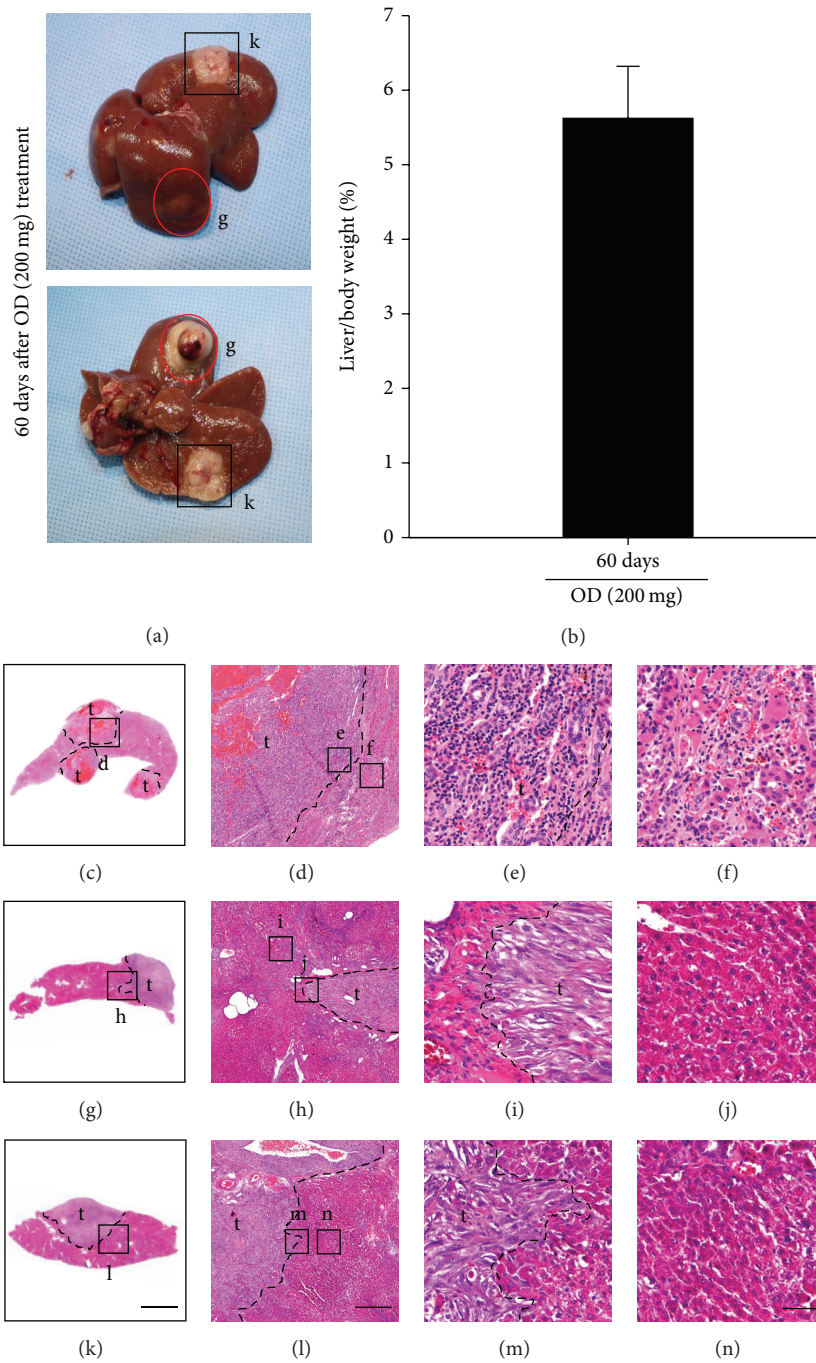 60 days after OD (200 mg) treatment
k
g
g
k
(a)
Liver/body weight (%)
7
6
5
4
3
2
1
0
60 days
OD (200 mg)
(b)
t
d
t
t
(c)
t
e
f
(d)
t
(e)
(f)
t
h
(g)
i
j
t
(h)
t
(i)
(j)
t
l
(k)
t
m
n
(l)
t
(m)
(n)